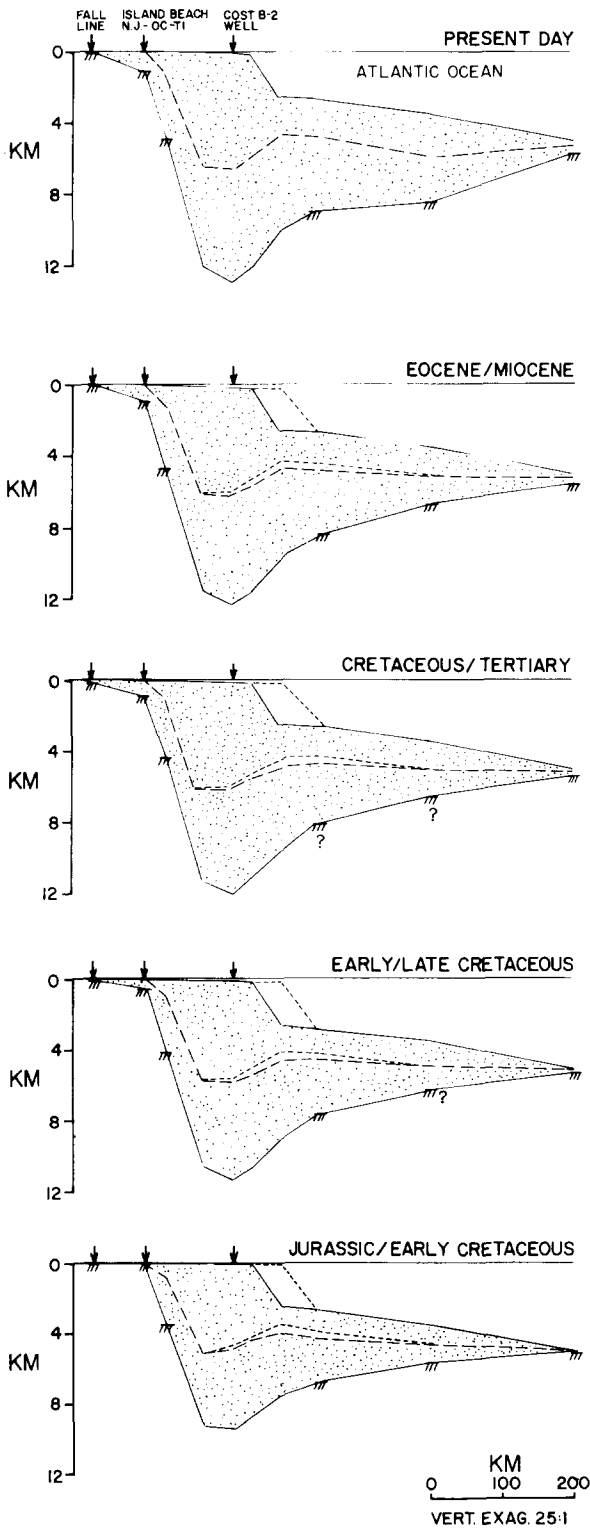 FALL LINE
ISLAND BEACH N.J.-OC-T1
COST B-2 WELL
PRESENT DAY
ATLANTIC OCEAN
0
4
KM
8
12
EOCENE/MIOCENE
0
4
KM
8
12
CRETACEOUS/TERTIARY
0
4
KM
8
12
?
?
EARLY/LATE CRETACEOUS
0
4
KM
8
12
?
JURASSIC/EARLY CRETACEOUS
0
4
KM
8
12
KM
0 100 200
VERT. EXAG. 25:1